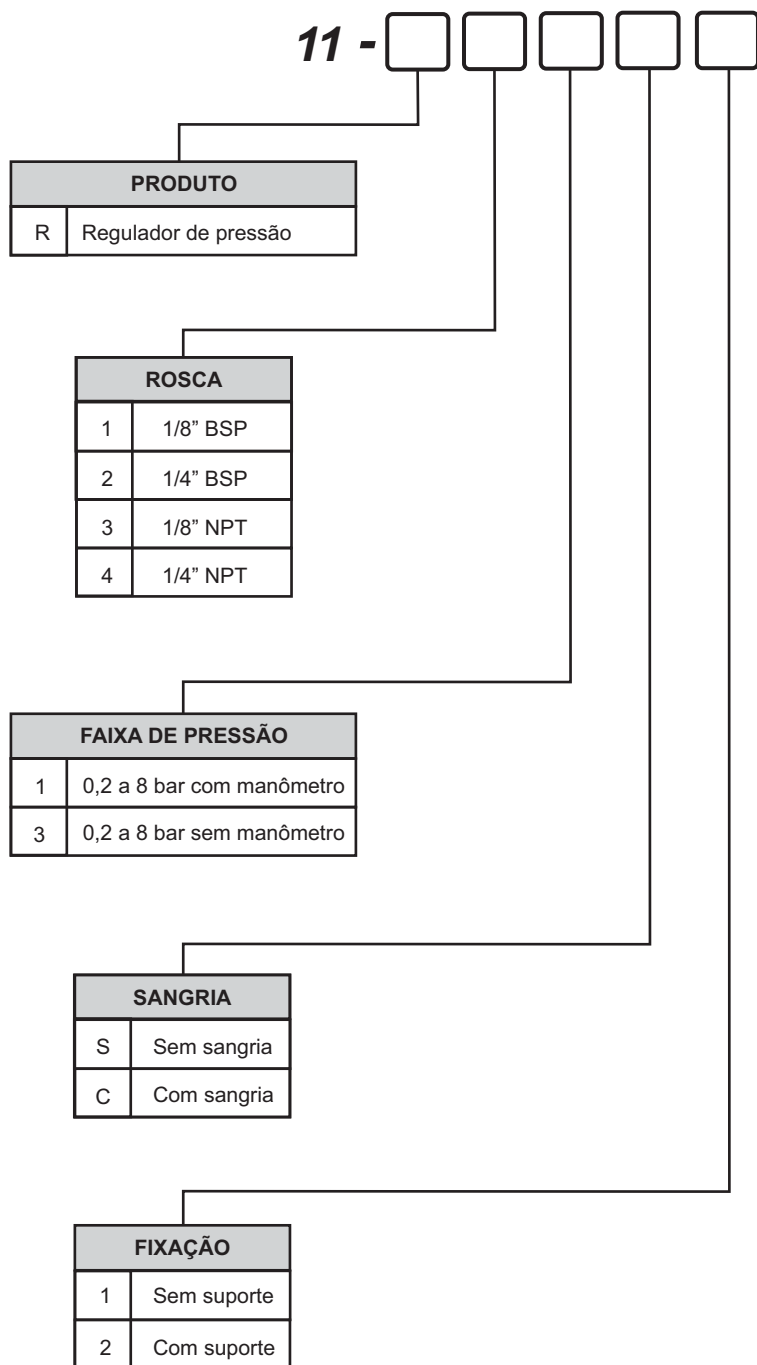 11 -
PRODUTO
R Regulador de pressão
ROSCA
1 1/8” BSP
2 1/4” BSP
3 1/8” NPT
4 1/4” NPT
FAIXA DE PRESSÃO
1 0,2 a 8 bar com manômetro
3 0,2 a 8 bar sem manômetro
SANGRIA
S Sem sangria
C Com sangria
FIXAÇÃO
1 Sem suporte
2 Com suporte